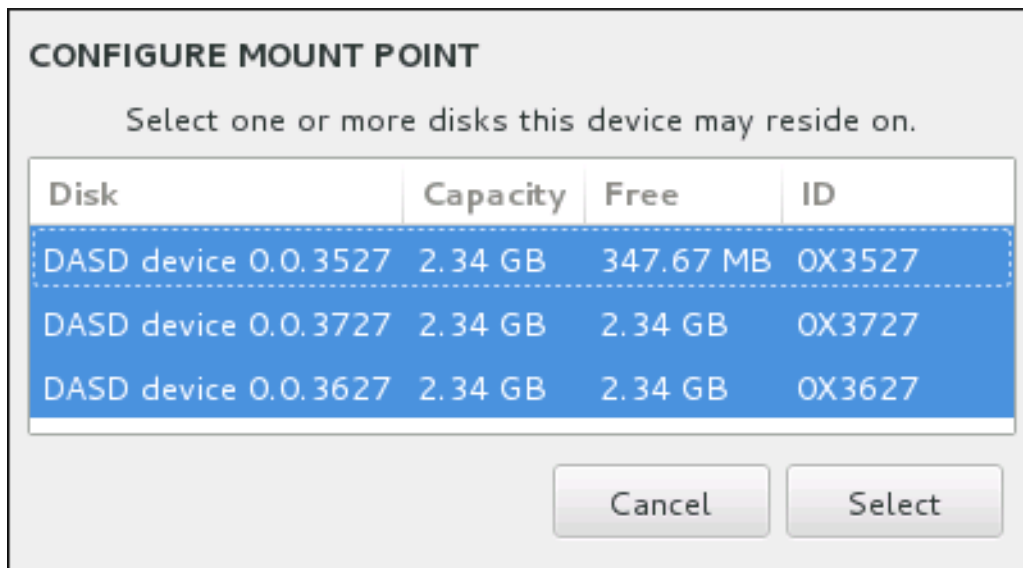 CONFIGURE MOUNT POINT
Select one or more disks this device may reside on.
Disk Capacity Free ID
DASD device 0.0.3527 2.34 GB 347.67 MB 0X3527
DASD device 0.0.3727 2.34 GB 2.34 GB 0X3727
DASD device 0.0.3627 2.34 GB 2.34 GB 0X3627
Cancel Select